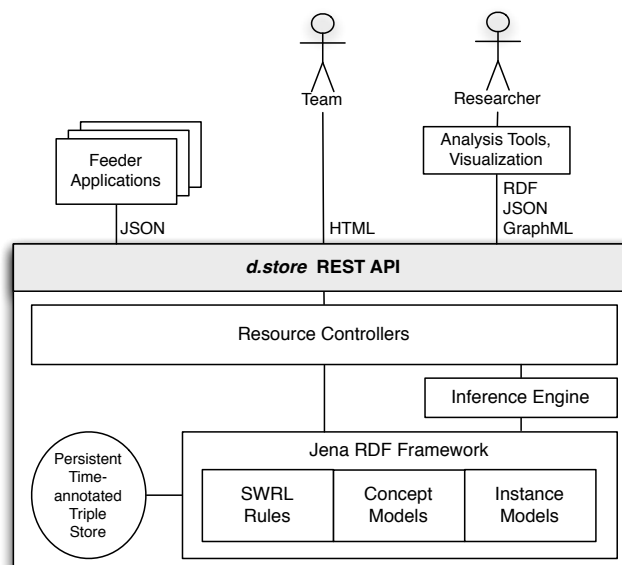 Team
Researcher
Feeder
Applications
Analysis Tools,
Visualization
JSON
HTML
RDF
JSON
GraphML
d.store REST API
Resource Controllers
Inference Engine
Jena RDF Framework
Persistent
Time-
annotated
Triple
Store
SWRL
Rules
Concept
Models
Instance
Models